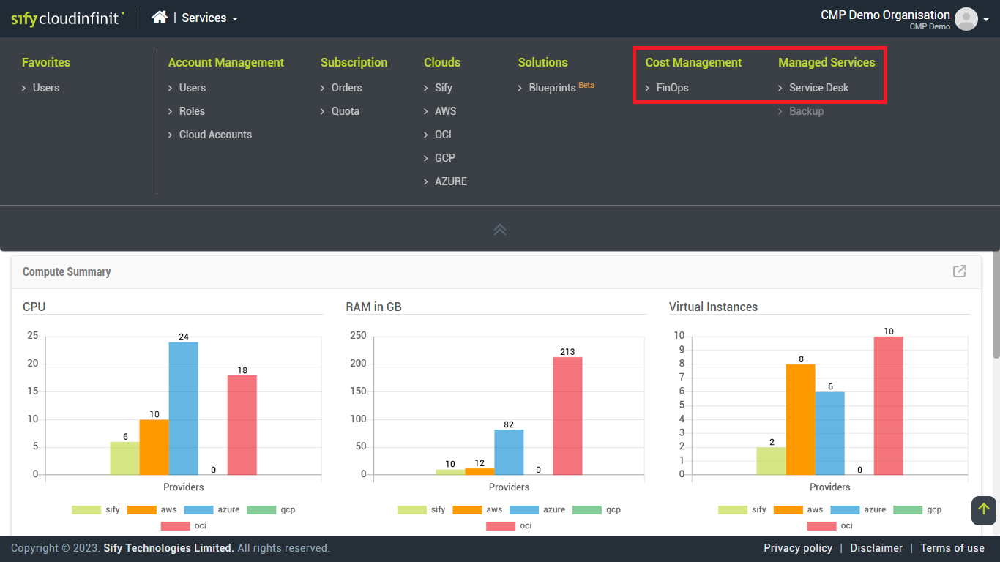 sify cloudinfinit
| Services
CMP Demo Organisation
CMP Demo
Favorites
Users
Account Management
Users
Roles
Cloud Accounts
Subscription
Orders
Quota
Clouds
Sify
AWS
OCI
GCP
AZURE
Solutions
Blueprints Beta
Cost Management
FinOps
Managed Services
Service Desk
Backup
Compute Summary
CPU
25
20
15
10
5
0
6
10
24
0
18
Providers
sify aws azure gcp
oci
RAM in GB
250
200
150
100
50
0
10
12
82
0
213
Providers
sify aws azure gcp
oci
Virtual Instances
10
9
8
7
6
5
4
3
2
1
0
2
8
6
0
10
Providers
sify aws azure gcp
oci
Copyright © 2023. Sify Technologies Limited. All rights reserved.
Privacy policy | Disclaimer | Terms of use